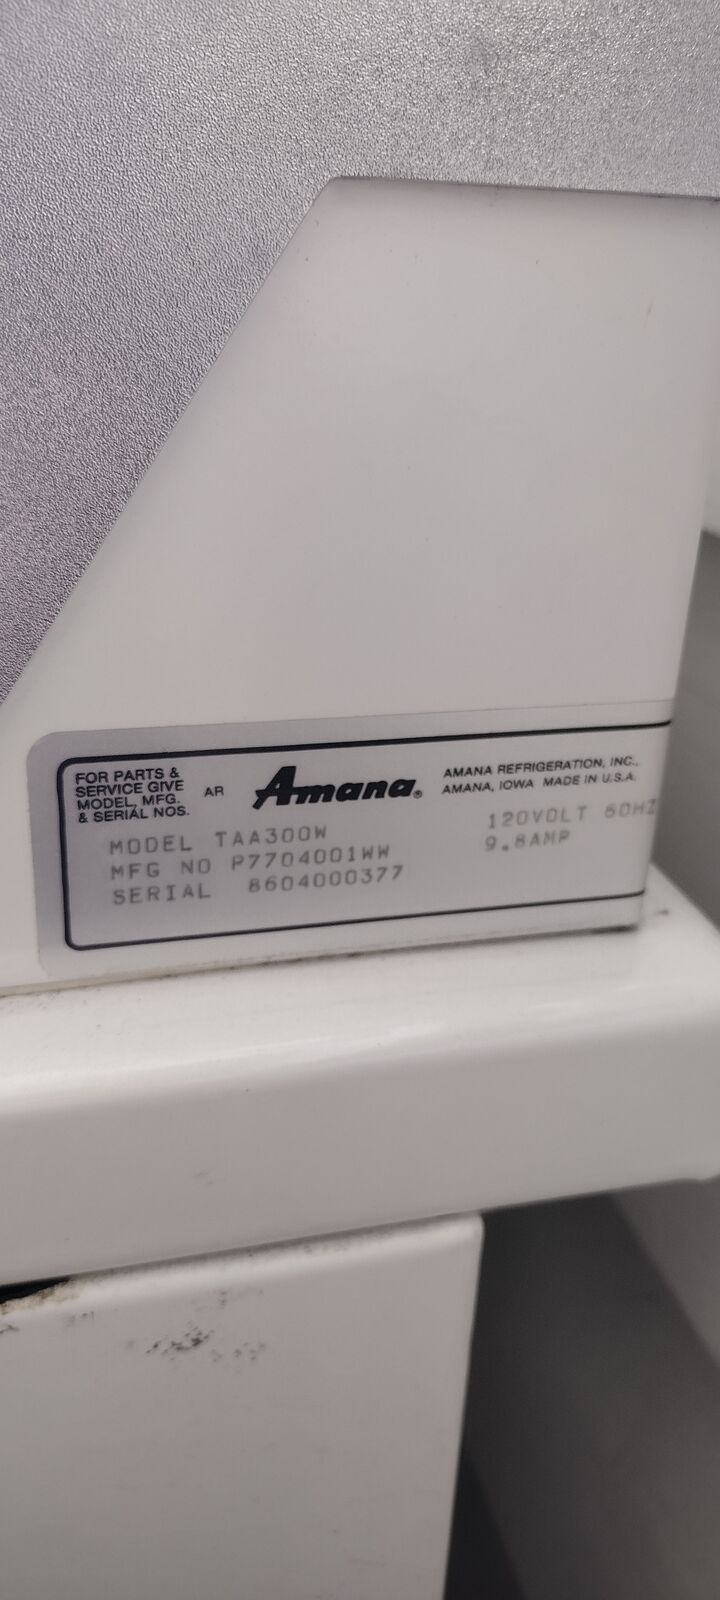 FOR PARTS &
SERVICE GIVE
MODEL, MFG.
& SERIAL NOS.
AR
Amana®
AMANA REFRIGERATION, INC.,
AMANA, IOWA MADE IN U.S.A.
MODEL TAA300W
MFG NO P7704001WW
SERIAL 8604000377
120VOLT 60HZ
9.8AMP